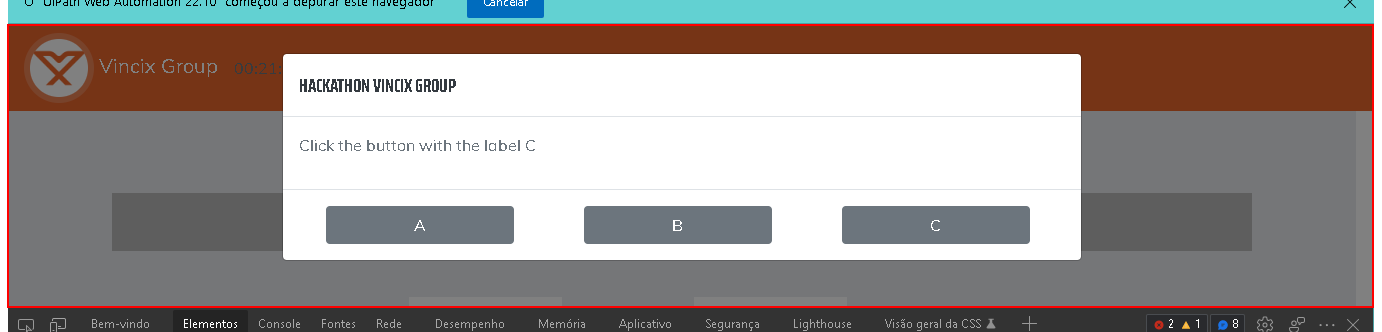 O "UiPath Web Automation 22.10" começou a depurar este navegador
Cancelar
Vincix Group
00:21:
HACKATHON VINCIX GROUP
Click the button with the label C
A
B
C
Bem-vindo
Elementos
Console
Fontes
Rede
Desempenho
Memória
Aplicativo
Segurança
Lighthouse
Visão geral da CSS
2
1
8